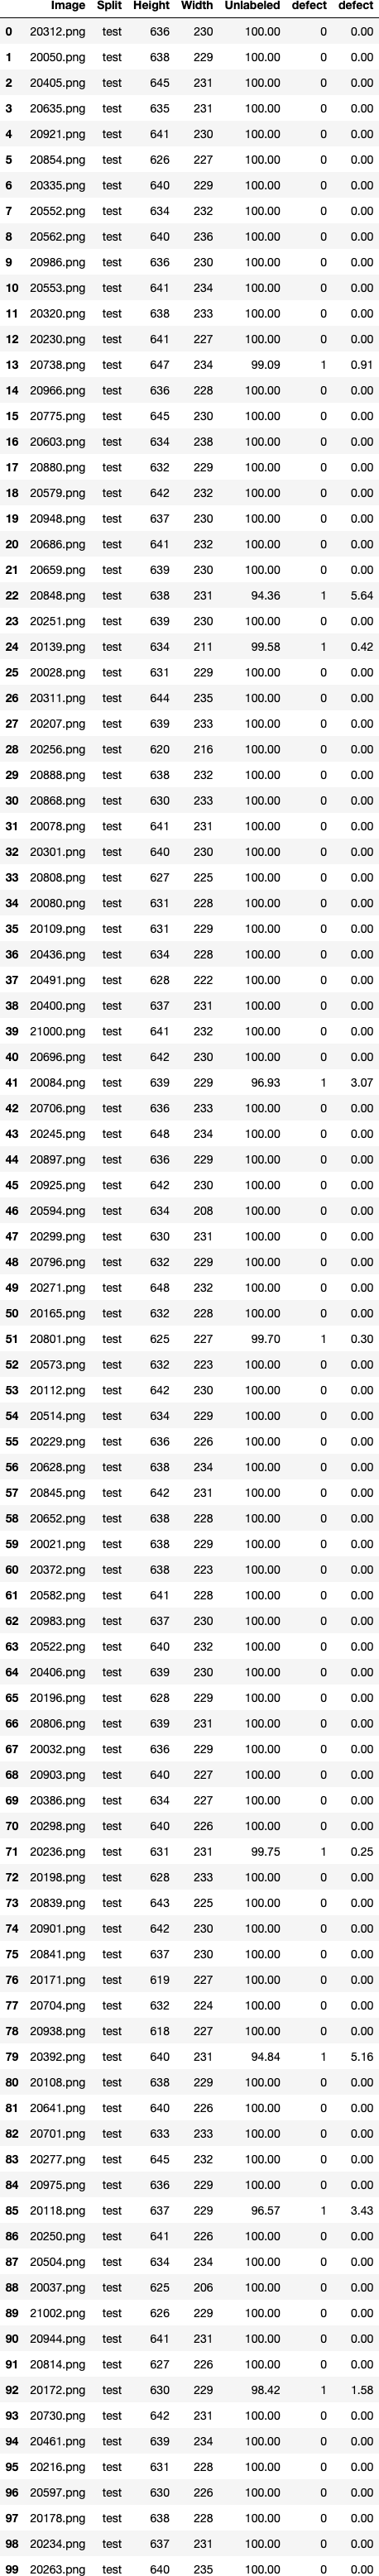 Image Split Height Width Unlabeled defect defect
0 20312.png test 636 230 100.00 0 0.00
1 20050.png test 638 229 100.00 0 0.00
2 20405.png test 645 231 100.00 0 0.00
3 20635.png test 635 231 100.00 0 0.00
4 20921.png test 641 230 100.00 0 0.00
5 20854.png test 626 227 100.00 0 0.00
6 20335.png test 640 229 100.00 0 0.00
7 20552.png test 634 232 100.00 0 0.00
8 20562.png test 640 236 100.00 0 0.00
9 20986.png test 636 230 100.00 0 0.00
10 20553.png test 641 234 100.00 0 0.00
11 20320.png test 638 233 100.00 0 0.00
12 20230.png test 641 227 100.00 0 0.00
13 20738.png test 647 234 99.09 1 0.91
14 20966.png test 636 228 100.00 0 0.00
15 20775.png test 645 230 100.00 0 0.00
16 20603.png test 634 238 100.00 0 0.00
17 20880.png test 632 229 100.00 0 0.00
18 20579.png test 642 232 100.00 0 0.00
19 20948.png test 637 230 100.00 0 0.00
20 20686.png test 641 232 100.00 0 0.00
21 20659.png test 639 230 100.00 0 0.00
22 20848.png test 638 231 94.36 1 5.64
23 20251.png test 639 230 100.00 0 0.00
24 20139.png test 634 211 99.58 1 0.42
25 20028.png test 631 229 100.00 0 0.00
26 20311.png test 644 235 100.00 0 0.00
27 20207.png test 639 233 100.00 0 0.00
28 20256.png test 620 216 100.00 0 0.00
29 20888.png test 638 232 100.00 0 0.00
30 20868.png test 630 233 100.00 0 0.00
31 20078.png test 641 231 100.00 0 0.00
32 20301.png test 640 230 100.00 0 0.00
33 20808.png test 627 225 100.00 0 0.00
34 20080.png test 631 228 100.00 0 0.00
35 20109.png test 631 229 100.00 0 0.00
36 20436.png test 634 228 100.00 0 0.00
37 20491.png test 628 222 100.00 0 0.00
38 20400.png test 637 231 100.00 0 0.00
39 21000.png test 641 232 100.00 0 0.00
40 20696.png test 642 230 100.00 0 0.00
41 20084.png test 639 229 96.93 1 3.07
42 20706.png test 636 233 100.00 0 0.00
43 20245.png test 648 234 100.00 0 0.00
44 20897.png test 636 229 100.00 0 0.00
45 20925.png test 642 230 100.00 0 0.00
46 20594.png test 634 208 100.00 0 0.00
47 20299.png test 630 231 100.00 0 0.00
48 20796.png test 632 229 100.00 0 0.00
49 20271.png test 648 232 100.00 0 0.00
50 20165.png test 632 228 100.00 0 0.00
51 20801.png test 625 227 99.70 1 0.30
52 20573.png test 632 223 100.00 0 0.00
53 20112.png test 642 230 100.00 0 0.00
54 20514.png test 634 229 100.00 0 0.00
55 20229.png test 636 226 100.00 0 0.00
56 20628.png test 638 234 100.00 0 0.00
57 20845.png test 642 231 100.00 0 0.00
58 20652.png test 638 228 100.00 0 0.00
59 20021.png test 638 229 100.00 0 0.00
60 20372.png test 638 223 100.00 0 0.00
61 20582.png test 641 228 100.00 0 0.00
62 20983.png test 637 230 100.00 0 0.00
63 20522.png test 640 232 100.00 0 0.00
64 20406.png test 639 230 100.00 0 0.00
65 20196.png test 628 229 100.00 0 0.00
66 20806.png test 639 231 100.00 0 0.00
67 20032.png test 636 229 100.00 0 0.00
68 20903.png test 640 227 100.00 0 0.00
69 20386.png test 634 227 100.00 0 0.00
70 20298.png test 640 226 100.00 0 0.00
71 20236.png test 631 231 99.75 1 0.25
72 20198.png test 628 233 100.00 0 0.00
73 20839.png test 643 225 100.00 0 0.00
74 20901.png test 642 230 100.00 0 0.00
75 20841.png test 637 230 100.00 0 0.00
76 20171.png test 619 227 100.00 0 0.00
77 20704.png test 632 224 100.00 0 0.00
78 20938.png test 618 227 100.00 0 0.00
79 20392.png test 640 231 94.84 1 5.16
80 20108.png test 638 229 100.00 0 0.00
81 20641.png test 640 226 100.00 0 0.00
82 20701.png test 633 233 100.00 0 0.00
83 20277.png test 645 232 100.00 0 0.00
84 20975.png test 636 229 100.00 0 0.00
85 20118.png test 637 229 96.57 1 3.43
86 20250.png test 641 226 100.00 0 0.00
87 20504.png test 634 234 100.00 0 0.00
88 20037.png test 625 206 100.00 0 0.00
89 21002.png test 626 229 100.00 0 0.00
90 20944.png test 641 231 100.00 0 0.00
91 20814.png test 627 226 100.00 0 0.00
92 20172.png test 630 229 98.42 1 1.58
93 20730.png test 642 231 100.00 0 0.00
94 20461.png test 639 234 100.00 0 0.00
95 20216.png test 631 228 100.00 0 0.00
96 20597.png test 630 226 100.00 0 0.00
97 20178.png test 638 228 100.00 0 0.00
98 20234.png test 637 231 100.00 0 0.00
99 20263.png test 640 235 100.00 0 0.00